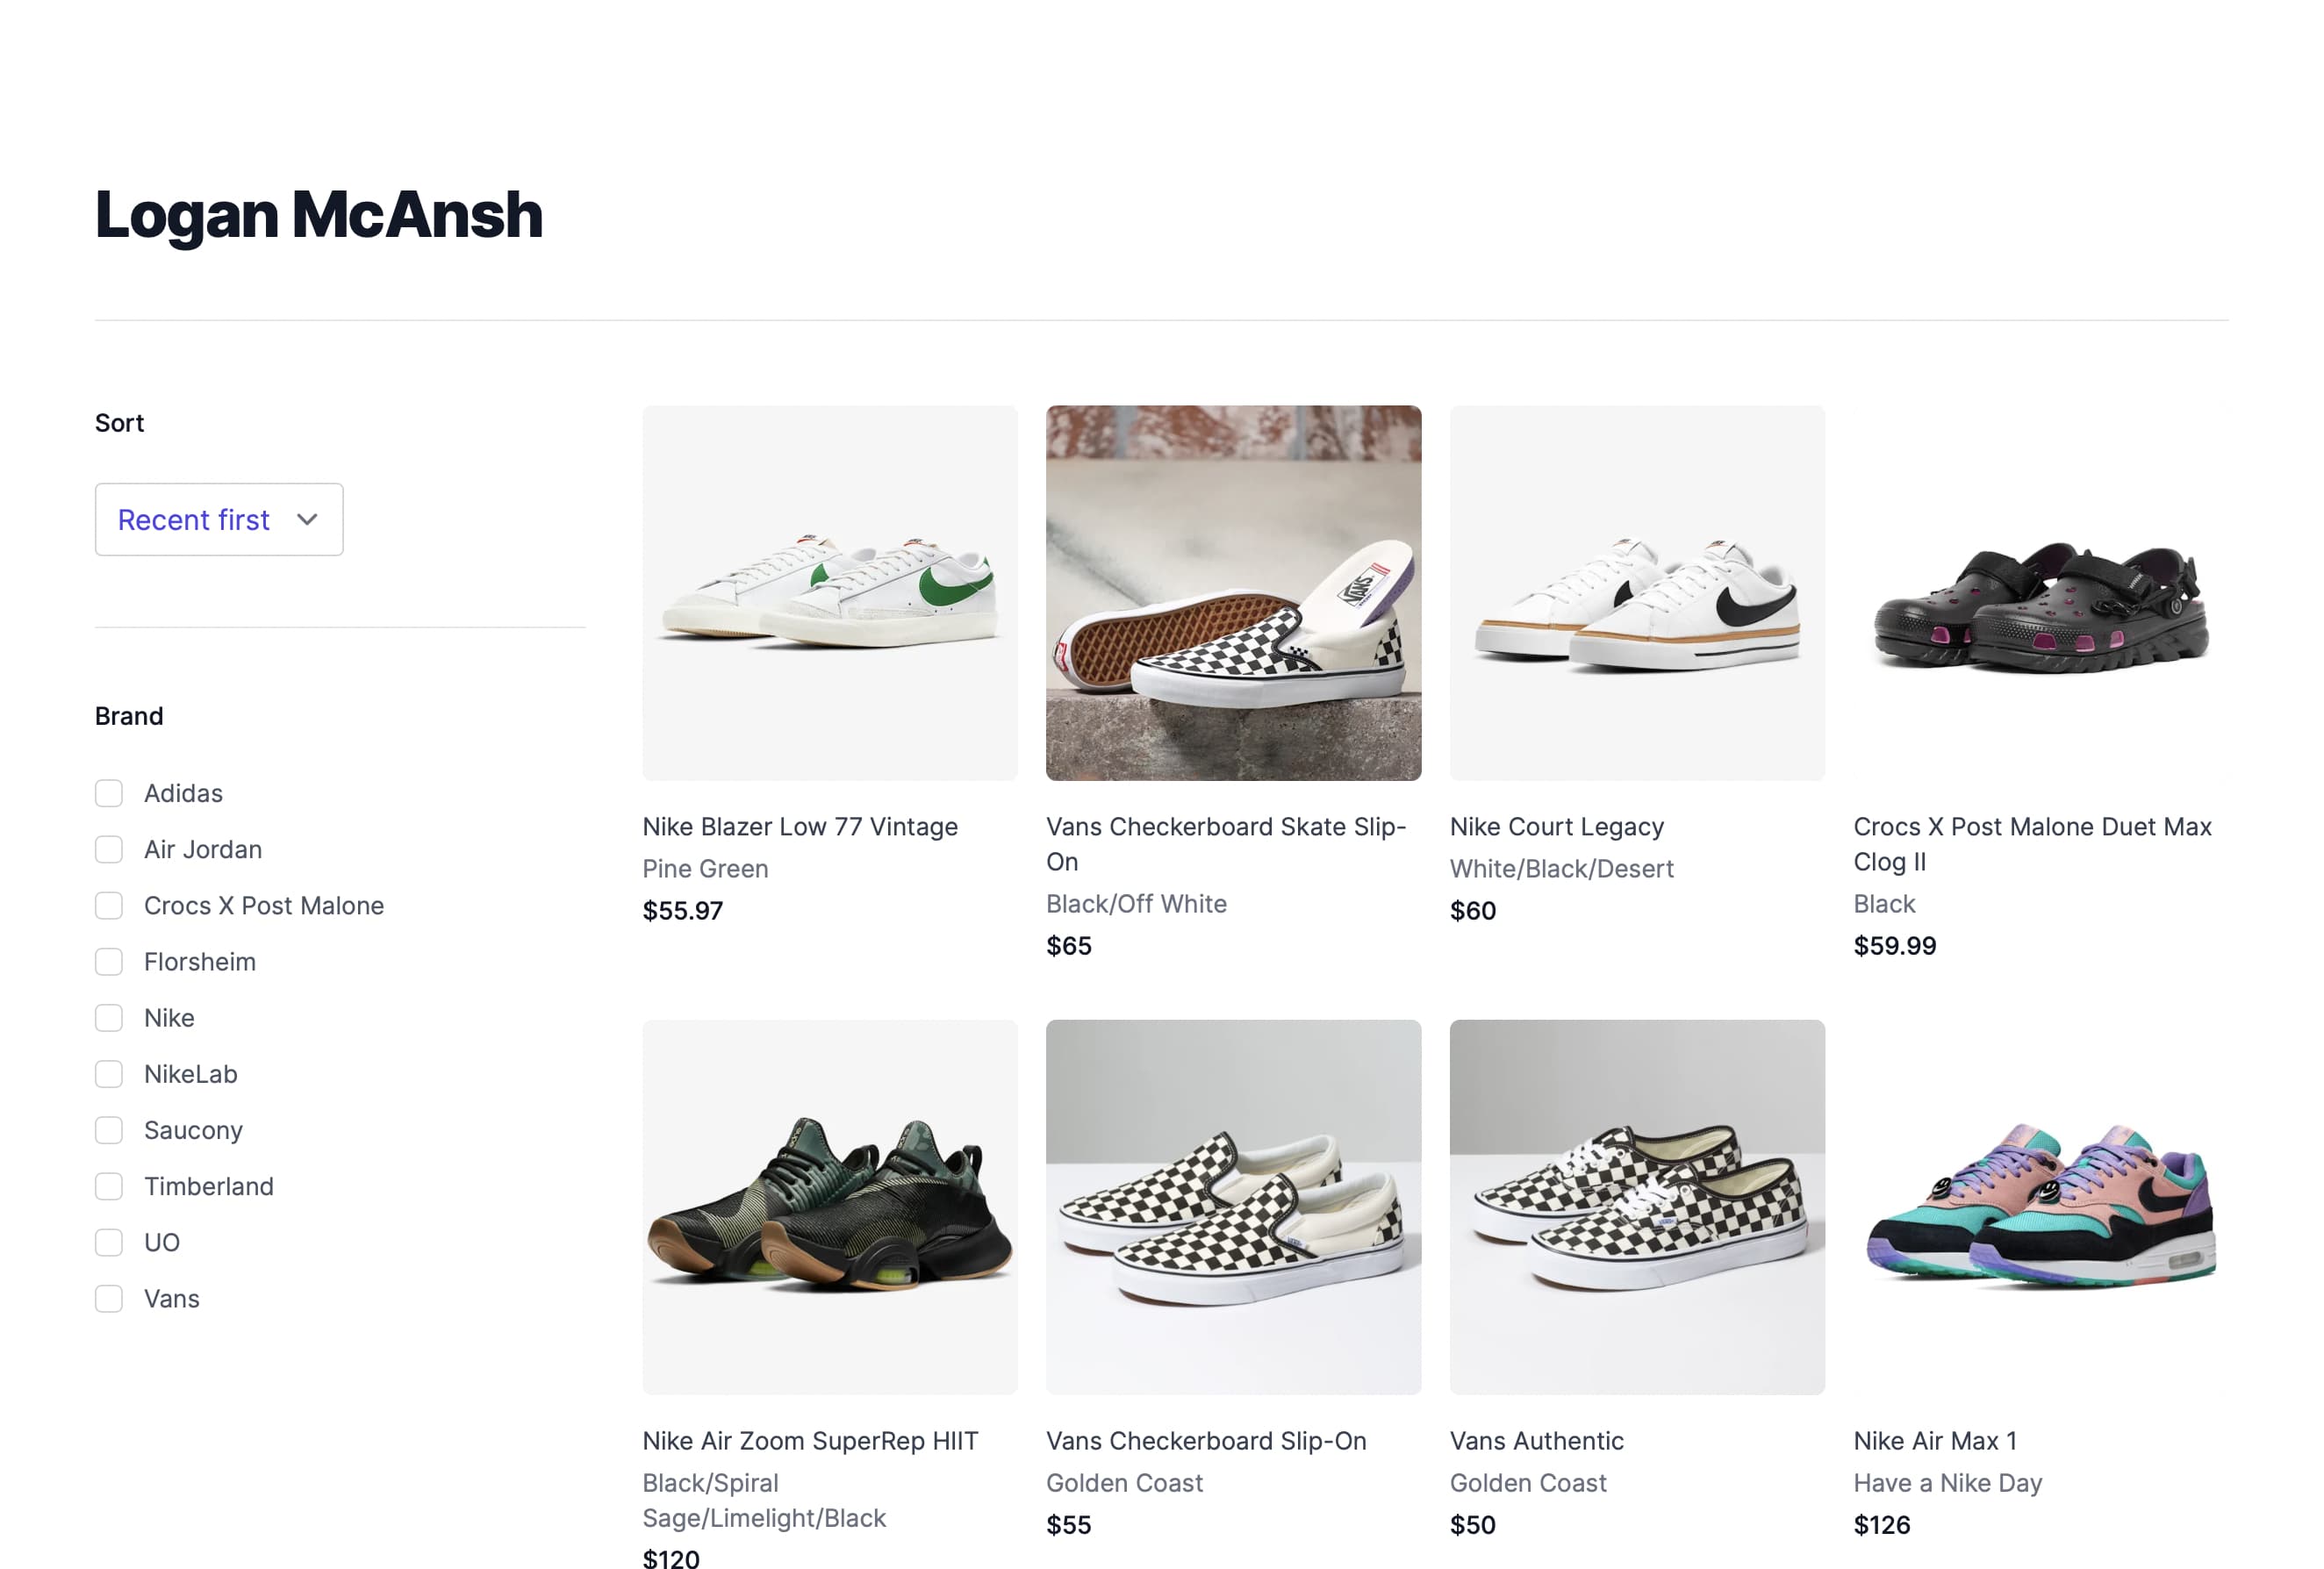 Logan McAnsh
Sort
Recent first
Brand
Adidas
Air Jordan
Crocs X Post Malone
Florsheim
Nike
NikeLab
Saucony
Timberland
UO
Vans
VANS
Nike Blazer Low 77 Vintage
Pine Green
$55.97
Vans Checkerboard Skate Slip-
On
Black/Off White
$65
Nike Court Legacy
White/Black/Desert
$60
Crocs X Post Malone Duet Max
Clog II
Black
$59.99
Nike Air Zoom SuperRep HIIT
Black/Spiral
Sage/Limelight/Black
$120
Vans Checkerboard Slip-On
Golden Coast
$55
Vans Authentic
Golden Coast
$50
Nike Air Max 1
Have a Nike Day
$126